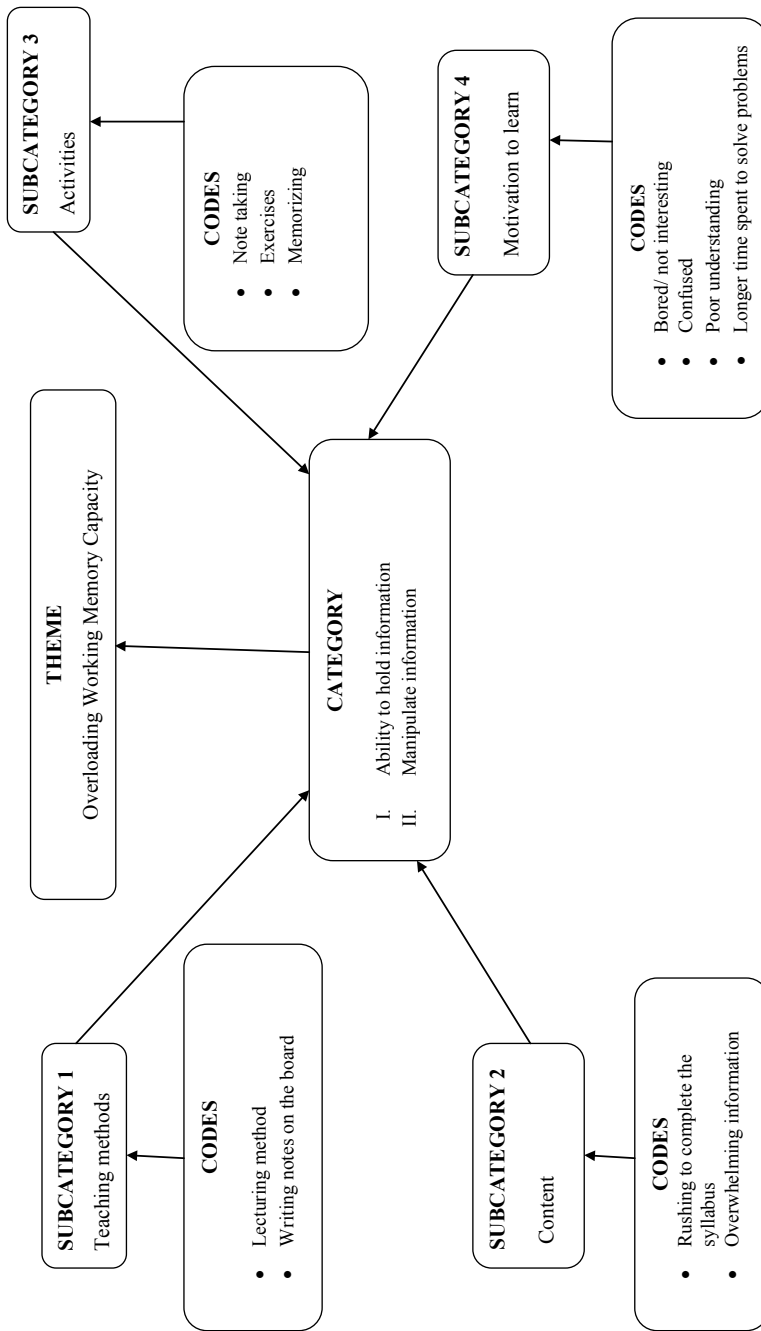 THEME
Overloading Working Memory Capacity
SUBCATEGORY 1
Teaching methods
CODES
• Lecturing method
• Writing notes on the board
SUBCATEGORY 3
Activities
CODES
• Note taking
• Exercises
• Memorizing
CATEGORY
I. Ability to hold information
II. Manipulate information
SUBCATEGORY 2
Content
CODES
• Rushing to complete the
syllabus
• Overwhelming information
SUBCATEGORY 4
Motivation to learn
CODES
• Bored/ not interesting
• Confused
• Poor understanding
• Longer time spent to solve problems